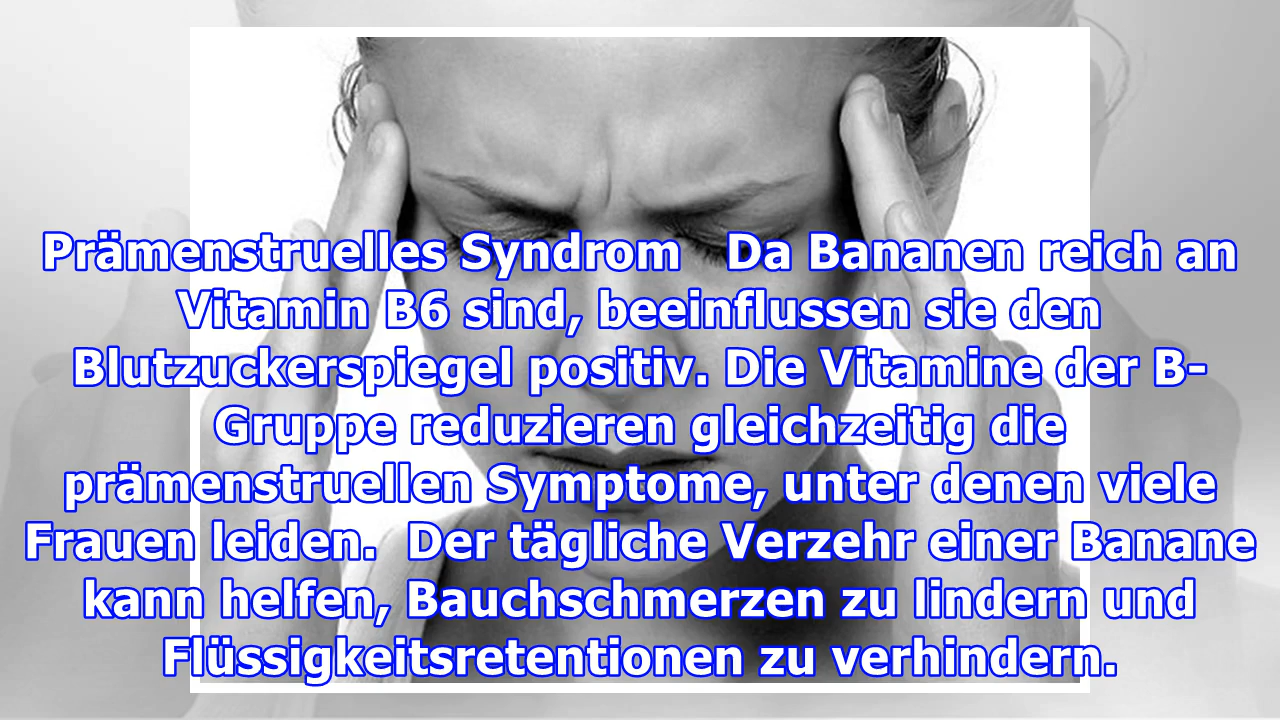 Prämenstruelles Syndrom   Da Bananen reich an
Vitamin B6 sind, beeinflussen sie den
Blutzuckerspiegel positiv. Die Vitamine der B-
Gruppe reduzieren gleichzeitig die
prämenstruellen Symptome, unter denen viele
Frauen leiden.  Der tägliche Verzehr einer Banane
kann helfen, Bauchschmerzen zu lindern und
Flüssigkeitsretentionen zu verhindern.